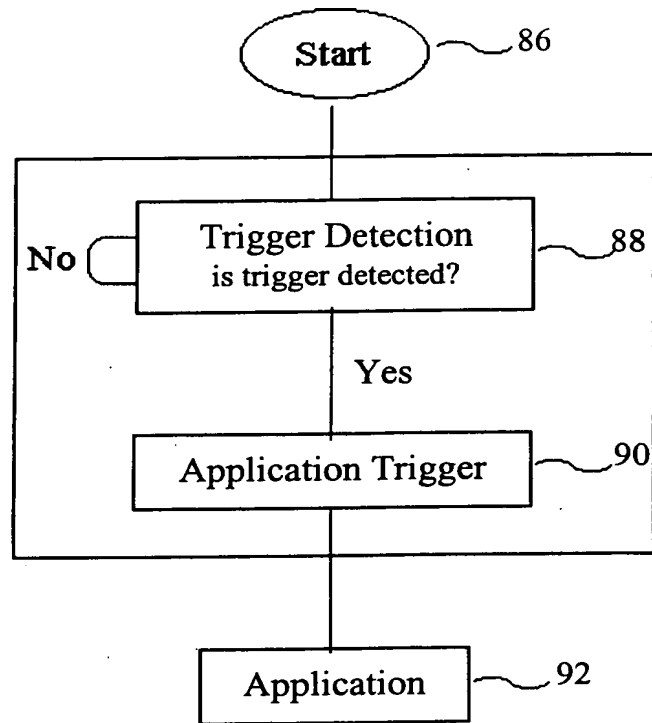 Start
86
Trigger Detection
is trigger detected?
88
No
Yes
Application Trigger
90
Application
92